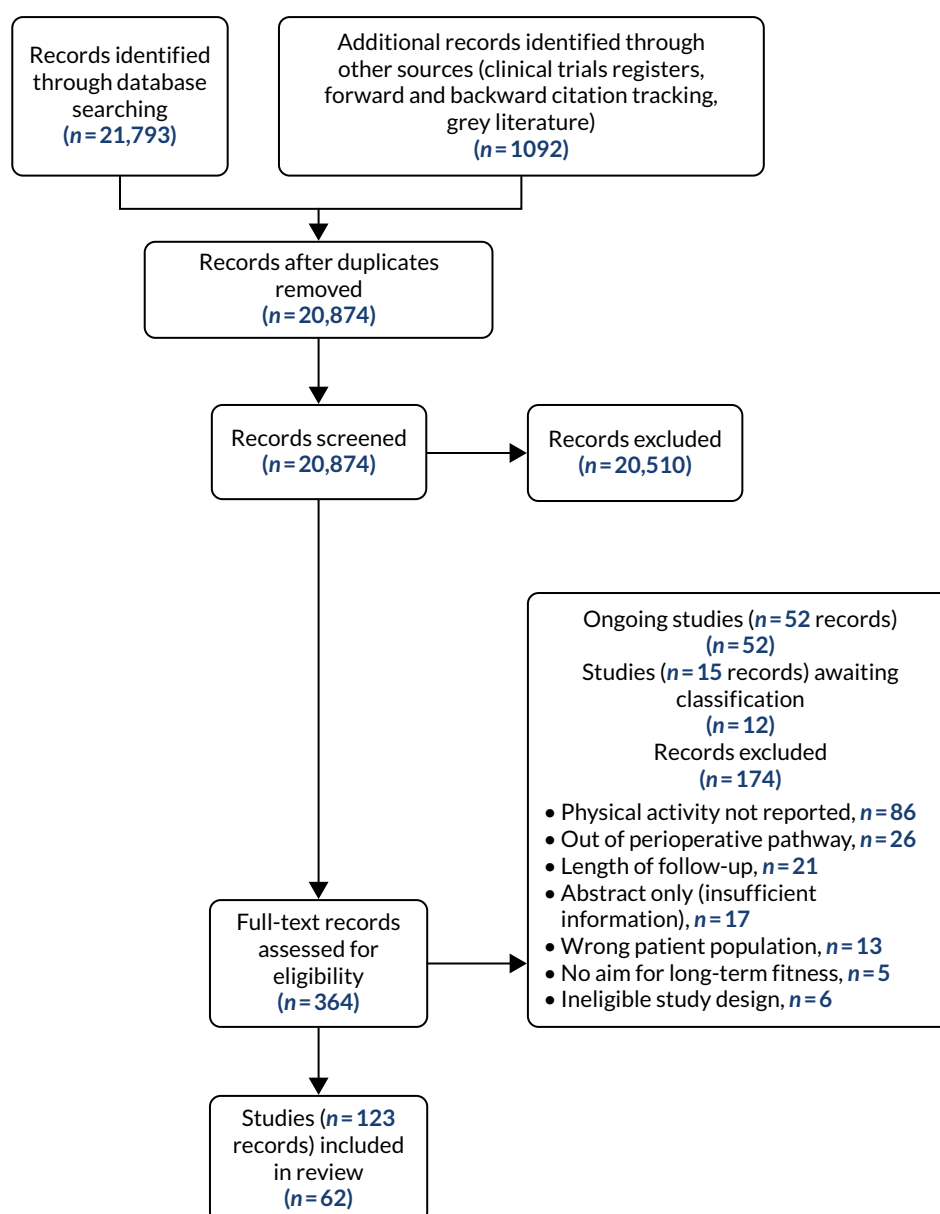 Records identified
through database
searching
(n = 21,793)
Additional records identified through
other sources (clinical trials registers,
forward and backward citation tracking,
grey literature)
(n = 1092)
Records after duplicates
removed
(n = 20,874)
Records screened
(n = 20,874)
Records excluded
(n = 20,510)
Ongoing studies (n = 52 records)
(n = 52)
Studies (n = 15 records) awaiting
classification
(n = 12)
Records excluded
(n = 174)
• Physical activity not reported, n = 86
• Out of perioperative pathway, n = 26
• Length of follow-up, n = 21
• Abstract only (insufficient
information), n = 17
• Wrong patient population, n = 13
• No aim for long-term fitness, n = 5
• Ineligible study design, n = 6
Full-text records
assessed for
eligibility
(n = 364)
Studies (n = 123
records) included
in review
(n = 62)